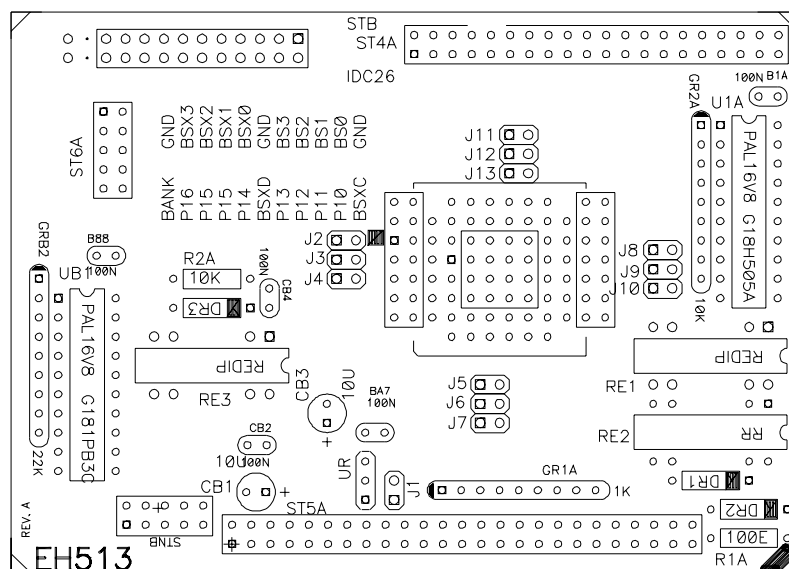 STB
ST4A
IDC26
100N B1A
GR2A
U1A
ST6A
GND
BSX3
BSX2
BSX1
BSX0
GND
BS3
BS2
BS1
BS0
GND
BANK
P16
P15
P15
P14
BSXD
P13
P12
P11
P10
BSXC
J11
J12
J13
PAL16V8 G18H505A
GRB2
B88
100N
UB1
R2A
10K
100N
CB4
DR3
J2
J3
J4
J8
J9
J10
10K
PAL16V8 G181PB3C
REDIP
RE3
CB3
10U
BA7
100N
J5
J6
J7
REDIP
RE1
RE2
RR
22K
CB2
10U
100N
CB1
UR
J1
GR1A
1K
DR1
DR2
100E
R1A
ST5A
STNB
REV.A
EH513